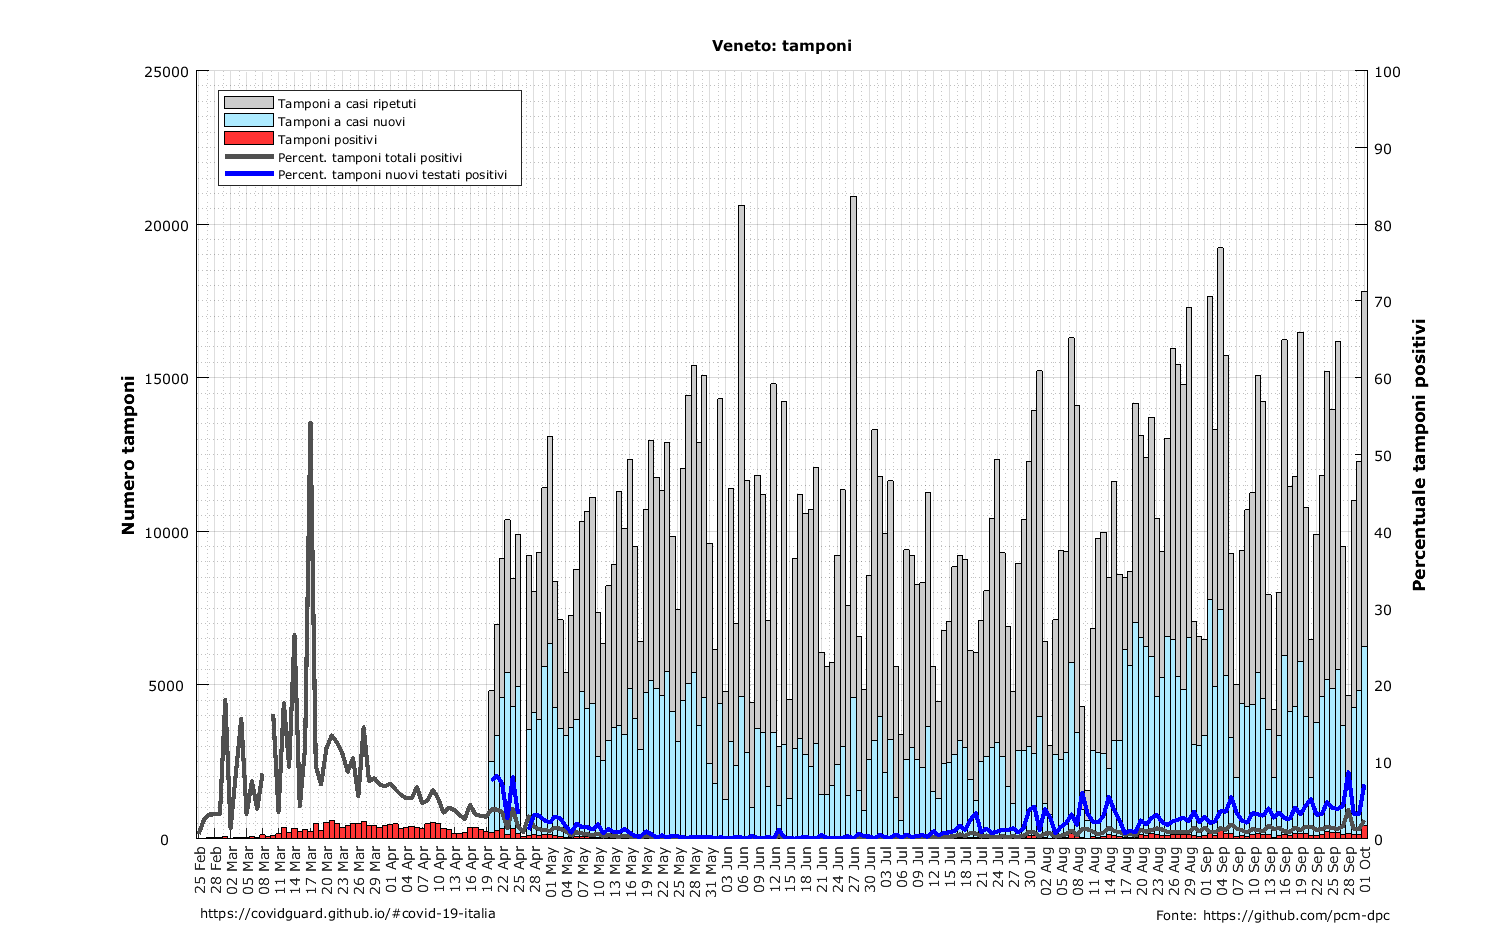 Veneto: tamponi
Tamponi a casi ripetuti
Tamponi a casi nuovi
Tamponi positivi
Percent. tamponi totali positivi
Percent. tamponi nuovi testati positivi
Numero tamponi
25000
20000
15000
10000
5000
0
Percentuale tamponi positivi
100
90
80
70
60
50
40
30
20
10
0
25 Feb
28 Feb
02 Mar
05 Mar
08 Mar
11 Mar
14 Mar
17 Mar
20 Mar
23 Mar
26 Mar
29 Mar
01 Apr
04 Apr
07 Apr
10 Apr
13 Apr
16 Apr
19 Apr
22 Apr
25 Apr
28 Apr
01 May
04 May
07 May
10 May
13 May
16 May
19 May
22 May
25 May
28 May
31 May
03 Jun
06 Jun
09 Jun
12 Jun
15 Jun
18 Jun
21 Jun
24 Jun
27 Jun
30 Jun
03 Jul
06 Jul
09 Jul
12 Jul
15 Jul
18 Jul
21 Jul
24 Jul
27 Jul
30 Jul
02 Aug
05 Aug
08 Aug
11 Aug
14 Aug
17 Aug
20 Aug
23 Aug
26 Aug
29 Aug
01 Sep
04 Sep
07 Sep
10 Sep
13 Sep
16 Sep
19 Sep
22 Sep
25 Sep
28 Sep
01 Oct
https://covidguard.github.io/#covid-19-italia
Fonte: https://github.com/pcm-dpc